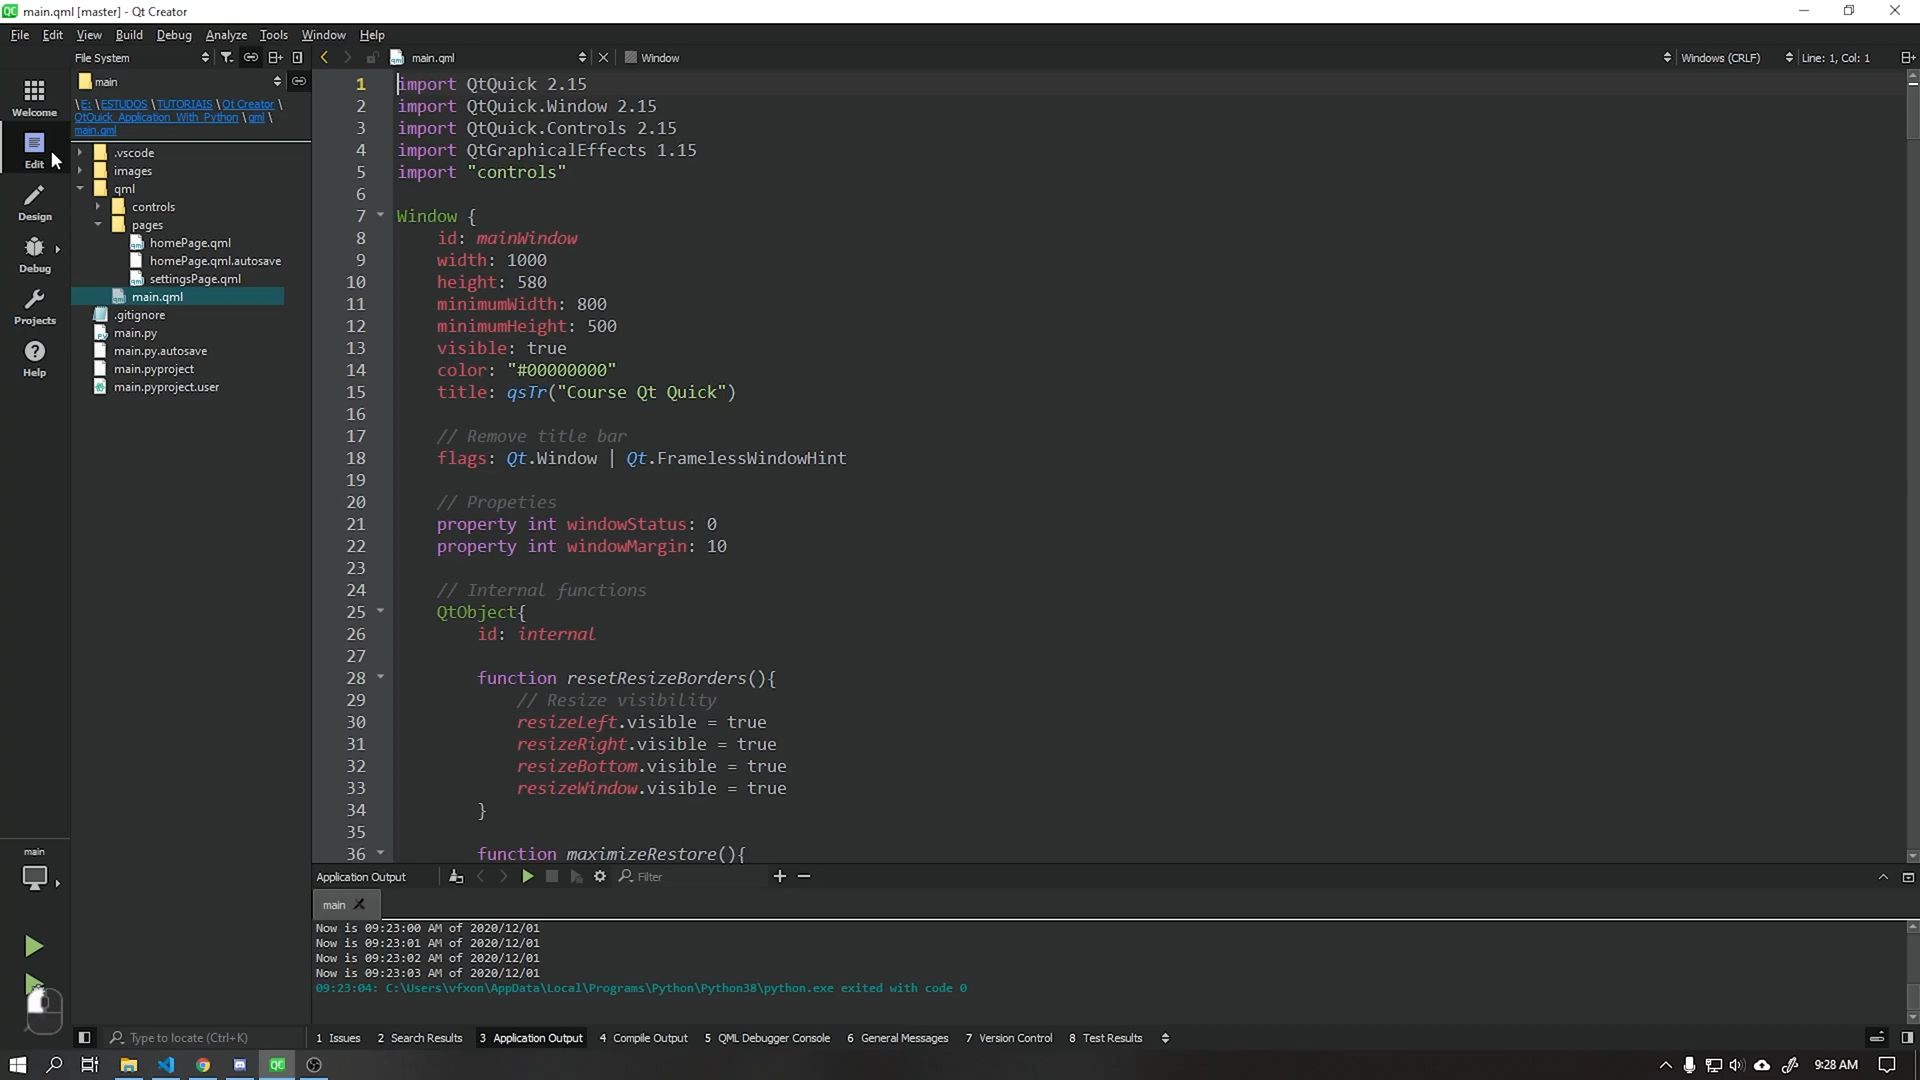 main.qml [master] - Qt Creator
File Edit View Build Debug Analyze Tools Window Help
File System
main.qml
Window
Windows (CRLF)
Line: 1, Col: 1
main
\E: \ESTUDOS \TUTORIAIS \Qt Creator \
QtQuick_Application_With_Python \qml \
main.qml
Welcome
Edit
Design
Debug
Projects
Help
.vscode
images
qml
controls
pages
homePage.qml
homePage.qml.autosave
settingsPage.qml
main.qml
.gitignore
main.py
main.py.autosave
main.pyproject
main.pyproject.user
1 import QtQuick 2.15
2 import QtQuick.Window 2.15
3 import QtQuick.Controls 2.15
4 import QtGraphicalEffects 1.15
5 import "controls"
6
7 Window {
8 id: mainWindow
9 width: 1000
10 height: 580
11 minimumWidth: 800
12 minimumHeight: 500
13 visible: true
14 color: "#00000000"
15 title: qsTr("Course Qt Quick")
16
17 // Remove title bar
18 flags: Qt.Window | Qt.FramelessWindowHint
19
20 // Propeties
21 property int windowStatus: 0
22 property int windowMargin: 10
23
24 // Internal functions
25 QtObject{
26 id: internal
27
28 function resetResizeBorders(){
29 // Resize visibility
30 resizeLeft.visible = true
31 resizeRight.visible = true
32 resizeBottom.visible = true
33 resizeWindow.visible = true
34 }
35
36 function maximizeRestore(){
main
Application Output
Filter
main
Now is 09:23:00 AM of 2020/12/01
Now is 09:23:01 AM of 2020/12/01
Now is 09:23:02 AM of 2020/12/01
Now is 09:23:03 AM of 2020/12/01
09:23:04: C:\Users\vfxon\AppData\Local\Programs\Python\Python38\python.exe exited with code 0
Type to locate (Ctrl+K)
1 Issues 2 Search Results 3 Application Output 4 Compile Output 5 QML Debugger Console 6 General Messages 7 Version Control 8 Test Results
9:28 AM